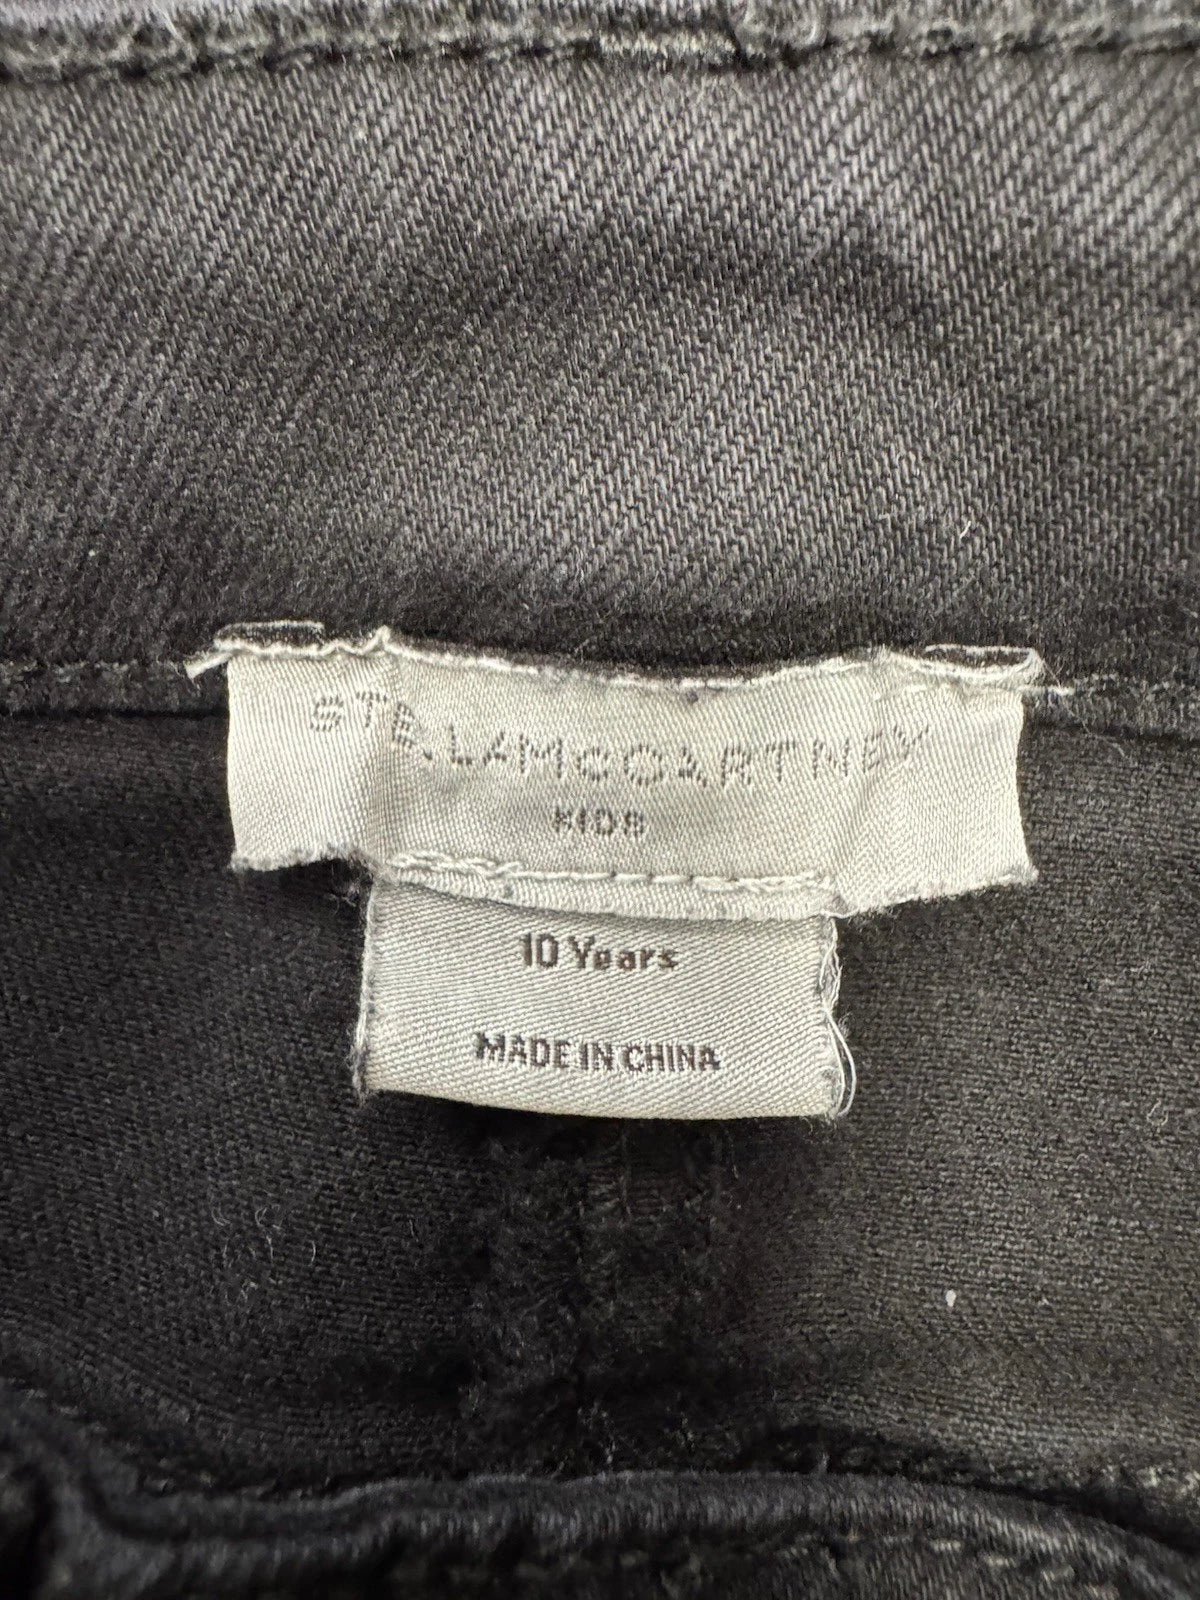 STELLAMcCARTNEY
KIDS
10 Years
MADE IN CHINA